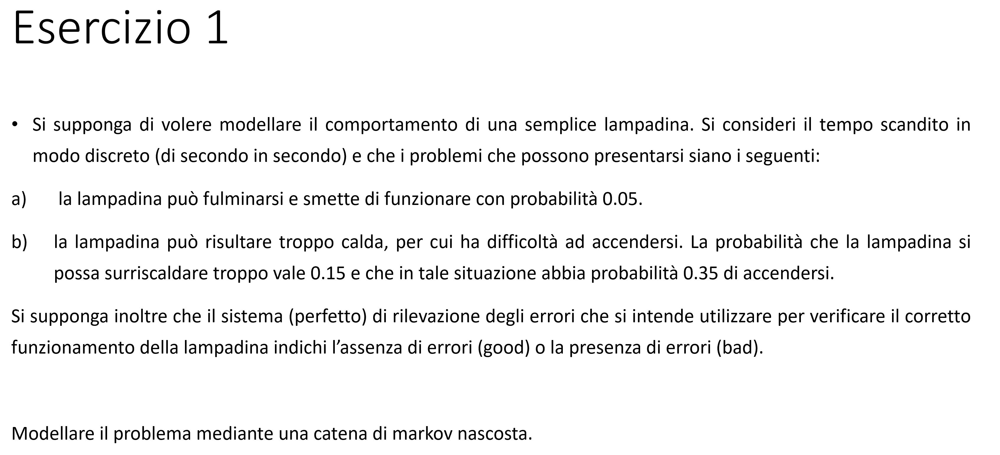 Esercizio 1
• Si supponga di volere modellare il comportamento di una semplice lampadina. Si consideri il tempo scandito in
modo discreto (di secondo in secondo) e che i problemi che possono presentarsi siano i seguenti:
a) la lampadina può fulminarsi e smette di funzionare con probabilità 0.05.
b) la lampadina può risultare troppo calda, per cui ha difficoltà ad accendersi. La probabilità che la lampadina si
possa surriscaldare troppo vale 0.15 e che in tale situazione abbia probabilità 0.35 di accendersi.
Si supponga inoltre che il sistema (perfetto) di rilevazione degli errori che si intende utilizzare per verificare il corretto
funzionamento della lampadina indichi l’assenza di errori (good) o la presenza di errori (bad).
Modellare il problema mediante una catena di markov nascosta.